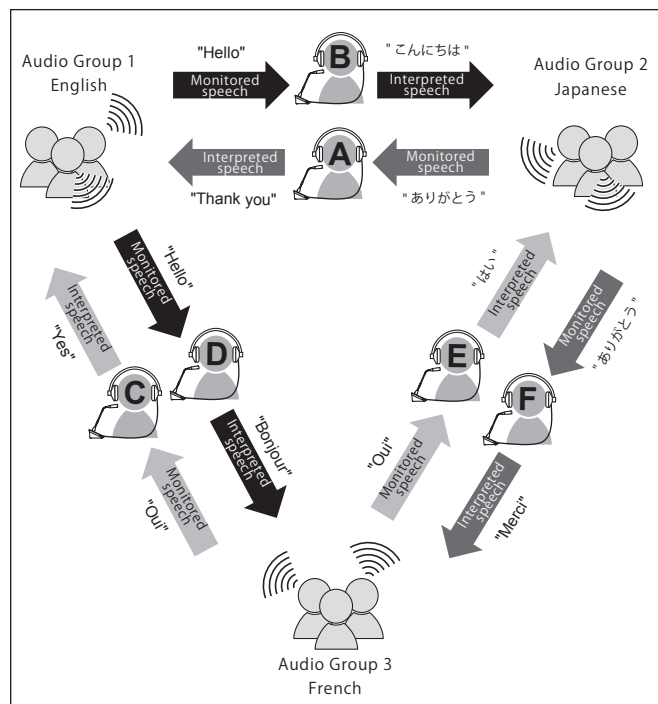 Audio Group 1
English
"Hello"
Monitored
speech
B
" こんにちは "
Interpreted
speech
Audio Group 2
Japanese
Interpreted
speech
"Thank you"
A
Monitored
speech
" ありがとう "
"Hello"
Monitored
speech
Interpreted
speech
"Yes"
D
C
"Bonjour"
Interpreted
speech
Monitored
speech
"Oui"
" はい "
Interpreted
speech
Monitored
speech
" ありがとう "
E
F
"Oui"
Monitored
speech
Interpreted
speech
"Merci"
Audio Group 3
French